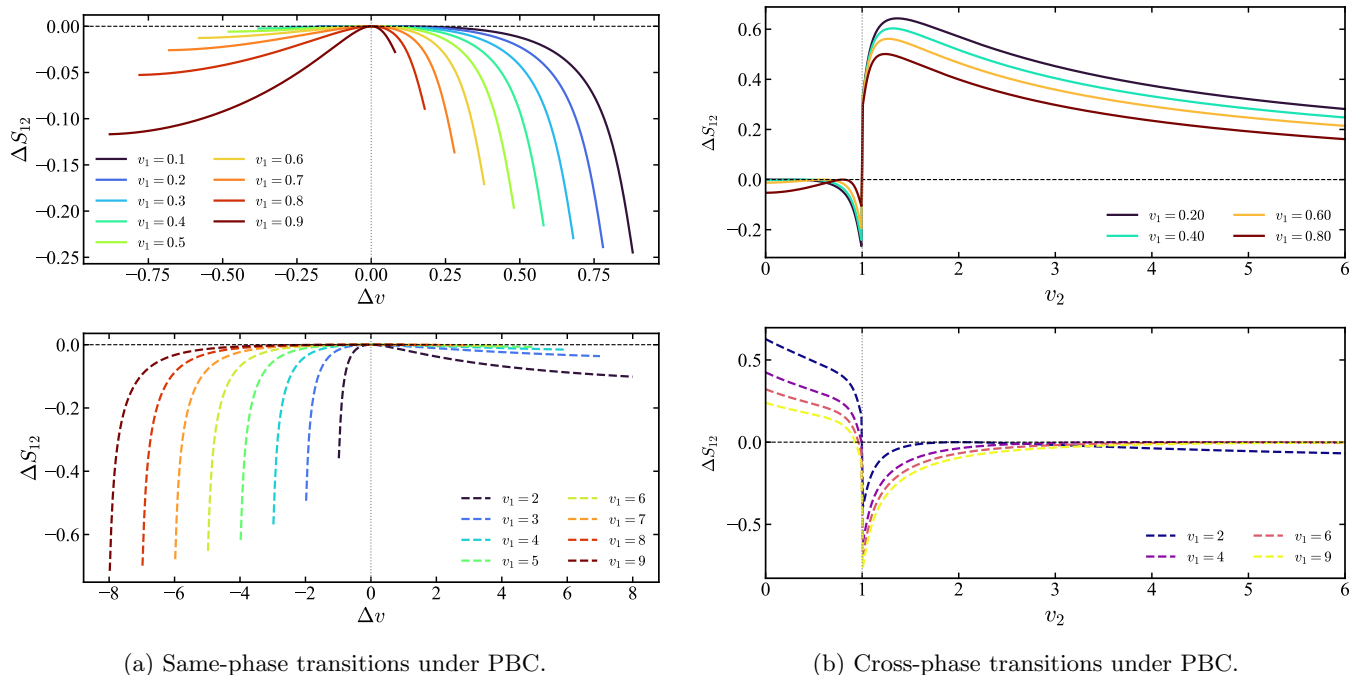 0.00
−0.05
−0.10
−0.15
−0.20
−0.25
ΔS₁₂
v₁ = 0.1
v₁ = 0.2
v₁ = 0.3
v₁ = 0.4
v₁ = 0.5
v₁ = 0.6
v₁ = 0.7
v₁ = 0.8
v₁ = 0.9
−0.75 −0.50 −0.25 0.00 0.25 0.50 0.75
Δv
0.0
−0.2
−0.4
−0.6
ΔS₁₂
v₁ = 2
v₁ = 3
v₁ = 4
v₁ = 5
v₁ = 6
v₁ = 7
v₁ = 8
v₁ = 9
−8 −6 −4 −2 0 2 4 6 8
Δv
(a) Same-phase transitions under PBC.
0.6
0.4
0.2
0.0
−0.2
ΔS₁₂
v₁ = 0.20
v₁ = 0.40
v₁ = 0.60
v₁ = 0.80
0 1 2 3 4 5 6
v₂
0.5
0.0
−0.5
ΔS₁₂
v₁ = 2
v₁ = 4
v₁ = 6
v₁ = 9
0 1 2 3 4 5 6
v₂
(b) Cross-phase transitions under PBC.